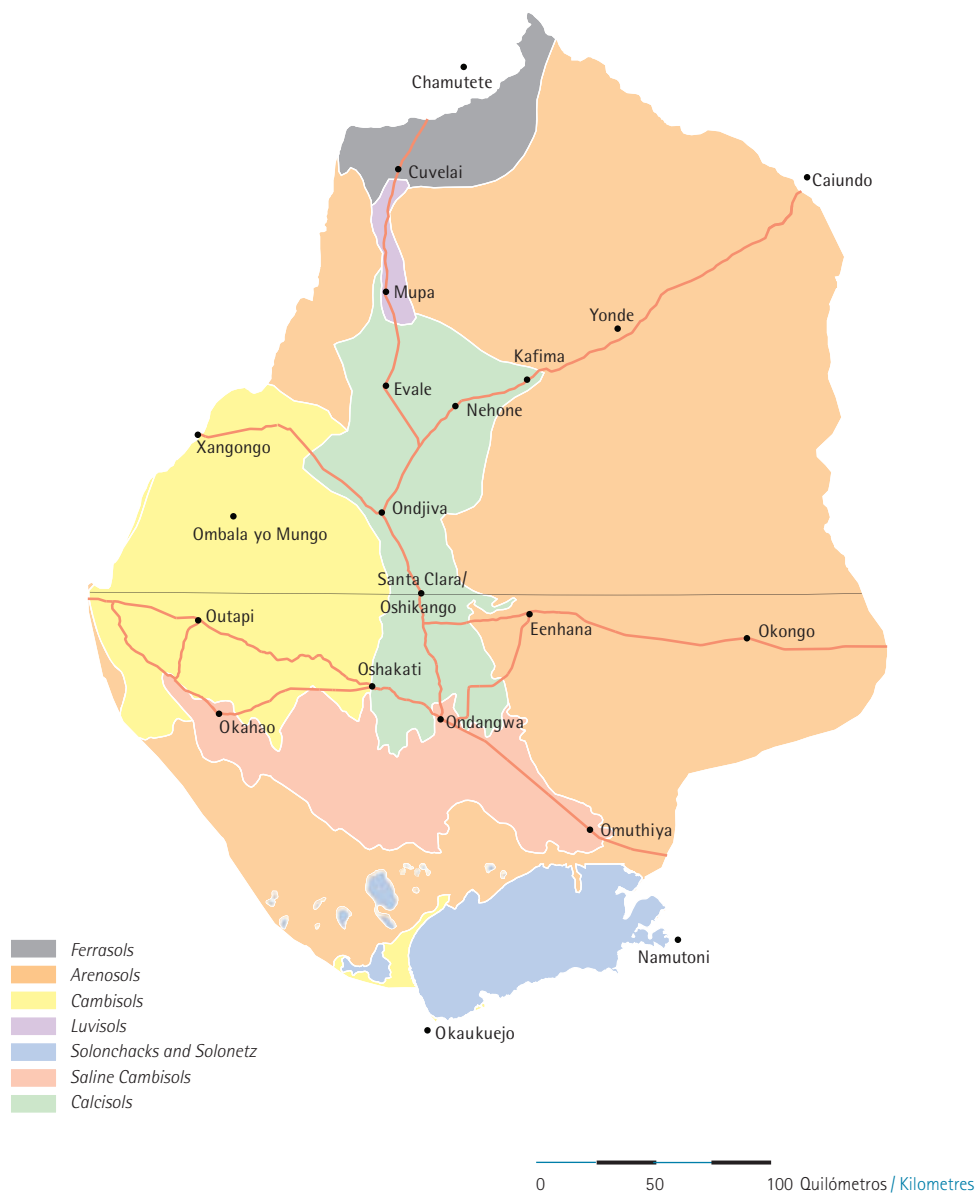 Chamutete
Cuvelai
Caiundo
Mupa
Yonde
Kafima
Evale
Nehone
Xangongo
Ondjiva
Ombala yo Mungo
Santa Clara/
Oshikango
Outapi
Eenhana
Okongo
Oshakati
Okahao
Ondangwa
Omuthiya
Namutoni
Okaukuejo
Ferrasols
Arenosols
Cambisols
Luvisols
Solonchacks and Solonetz
Saline Cambisols
Calcisols
0 50 100 Quilómetros / Kilometres